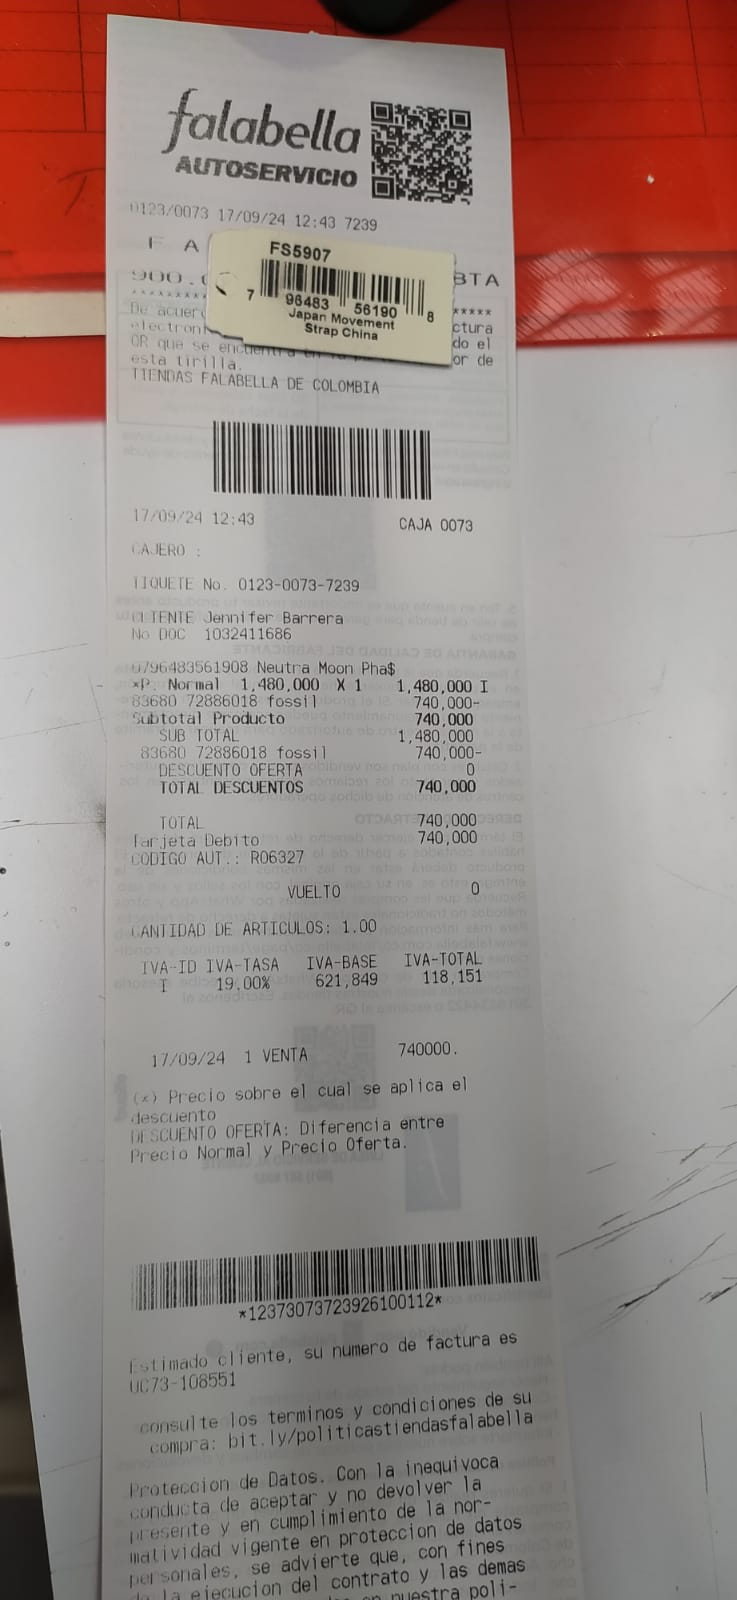 falabella
AUTOSERVICIO
0123/0073 17/09/24 12:43 7239
F A BTA
900.
FS5907
7 96483 56190 8
Japan Movement
Strap China
*****
De ctura
do el
QR que se encuentra or de
esta tirilla.
TIENDAS FALABELLA DE COLOMBIA
17/09/24 12:43 CAJA 0073
CAJERO :
TIQUETE No. 0123-0073-7239
CLIENTE Jennifer Barrera
No DOC 1032411686
0796483561908 Neutra Moon Pha$
*P. Normal 1,480,000 X 1 1,480,000 I
83680 72886018 fossil 740,000-
Subtotal Producto 740,000
SUB TOTAL 1,480,000
83680 72886018 fossil 740,000-
DESCUENTO OFERTA 0
TOTAL DESCUENTOS 740,000
TOTAL 740,000
Tarjeta Debito 740,000
CODIGO AUT.: R06327
VUELTO 0
CANTIDAD DE ARTICULOS: 1.00
IVA-ID IVA-TASA IVA-BASE IVA-TOTAL
I 19,00% 621,849 118,151
17/09/24 1 VENTA 740000.
(*) Precio sobre el cual se aplica el
descuento
DESCUENTO OFERTA: Diferencia entre
Precio Normal y Precio Oferta.
*12373073723926100112*
Estimado cliente, su numero de factura es
UC73-108551
consulte los terminos y condiciones de su
compra: bit.ly/politicastiendasfalabella
Proteccion de Datos. Con la inequivoca
conducta de aceptar y no devolver la
presente y en cumplimiento de la nor-
matividad vigente en proteccion de datos
personales, se advierte que, con fines
de la ejecucion del contrato y las demas
en nuestra poli-